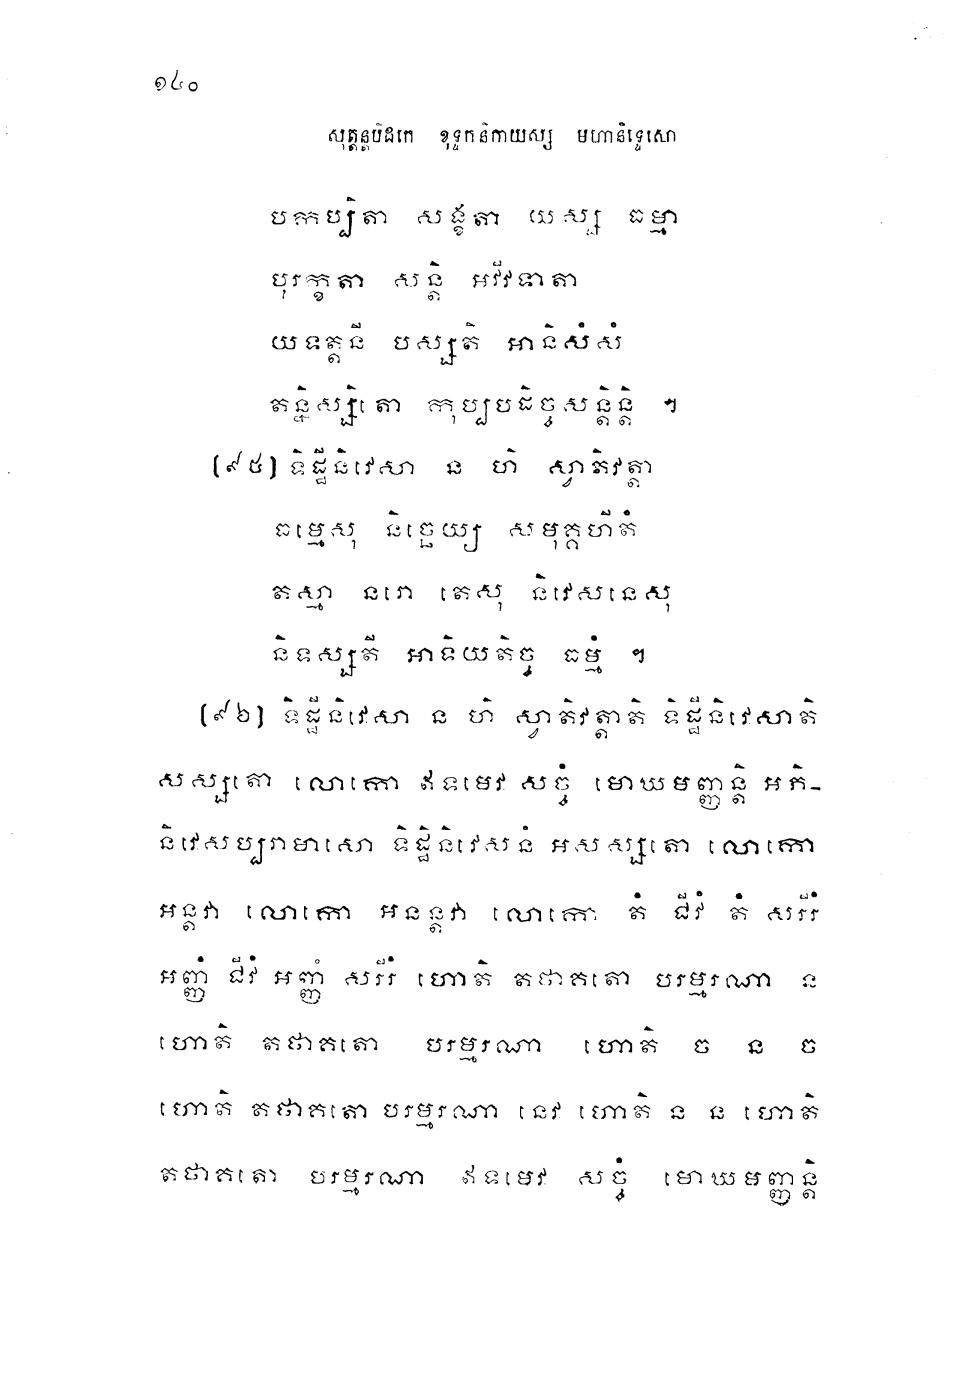 ១៤០
សុត្តន្តបិដកេ ខុទ្ទកនិកាយស្ស មហានិទ្ទេសោ
បកប្បិតា សង្ខតា យស្ស ធម្មា
បុរក្ខតា សន្តិ អវីវទាតា
យទត្តនី បស្សតិ អានិសំសំ
តន្និស្សិតោ កុប្បបដិច្ចសន្តិន្តិ ។
(៩៥) ទិដ្ឋីនិវេសា ន ហិ ស្វាតិវត្តា
ធម្មេសុ និច្ឆេយ្យ សមុគ្គហីតំ
តស្មា នរោ តេសុ និវេសនេសុ
និទស្សតី អាទិយតិច្ច ធម្មំ ។
(៩៦) ទិដ្ឋីនិវេសា ន ហិ ស្វាតិវត្តាតិ ទិដ្ឋីនិវេសាតិ
សស្សតោ លោកោ ឥទមេវ សច្ចំ មោឃមញ្ញន្តិ អភិ-
និវេសប្បរាមាសោ ទិដ្ឋិនិវេសនំ អសស្សតោ លោកោ
អន្តវា លោកោ អនន្តវា លោកោ តំ ជីវំ តំ សរីរំ
អញ្ញំ ជីវំ អញ្ញំ សរីរំ ហោតិ តថាគតោ បរម្មរណា ន
ហោតិ តថាគតោ បរម្មរណា ហោតិ ច ន ច
ហោតិ តថាគតោ បរម្មរណា នេវ ហោតិ ន ន ហោតិ
តថាគតោ បរម្មរណា ឥទមេវ សច្ចំ មោឃមញ្ញន្តិ